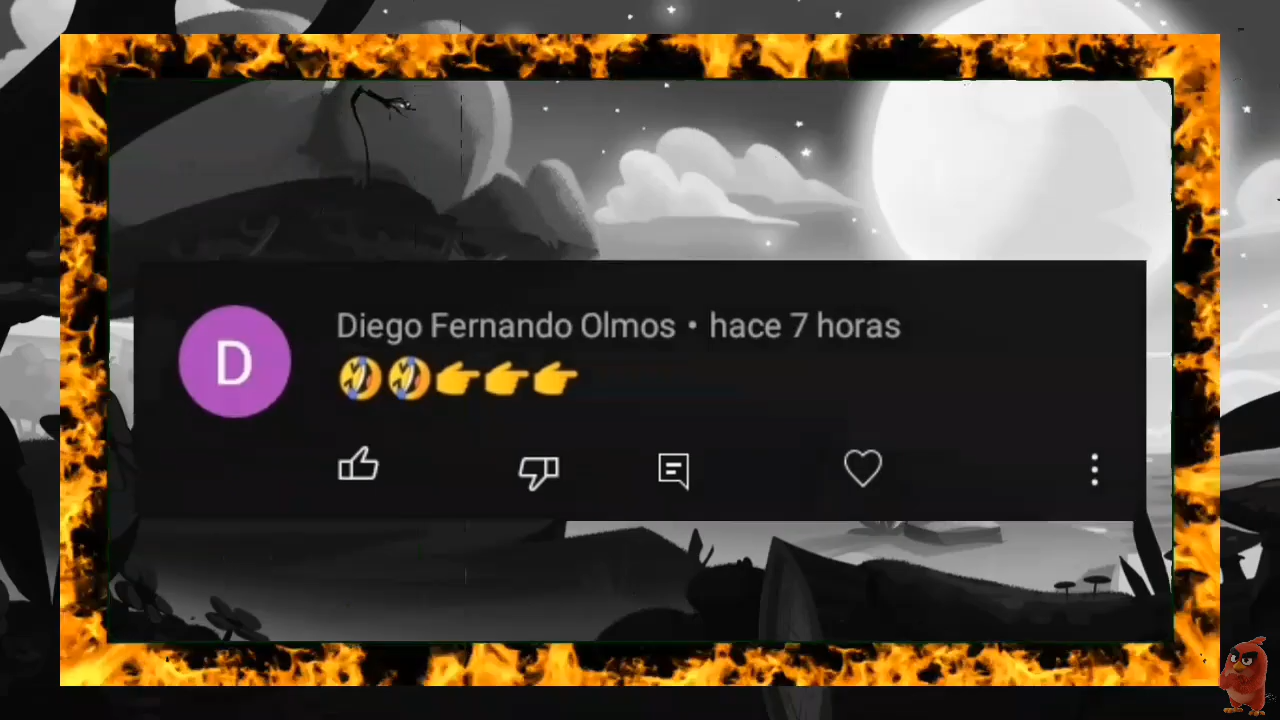 D
Diego Fernando Olmos • hace 7 horas
🤣🤣👉👉👉